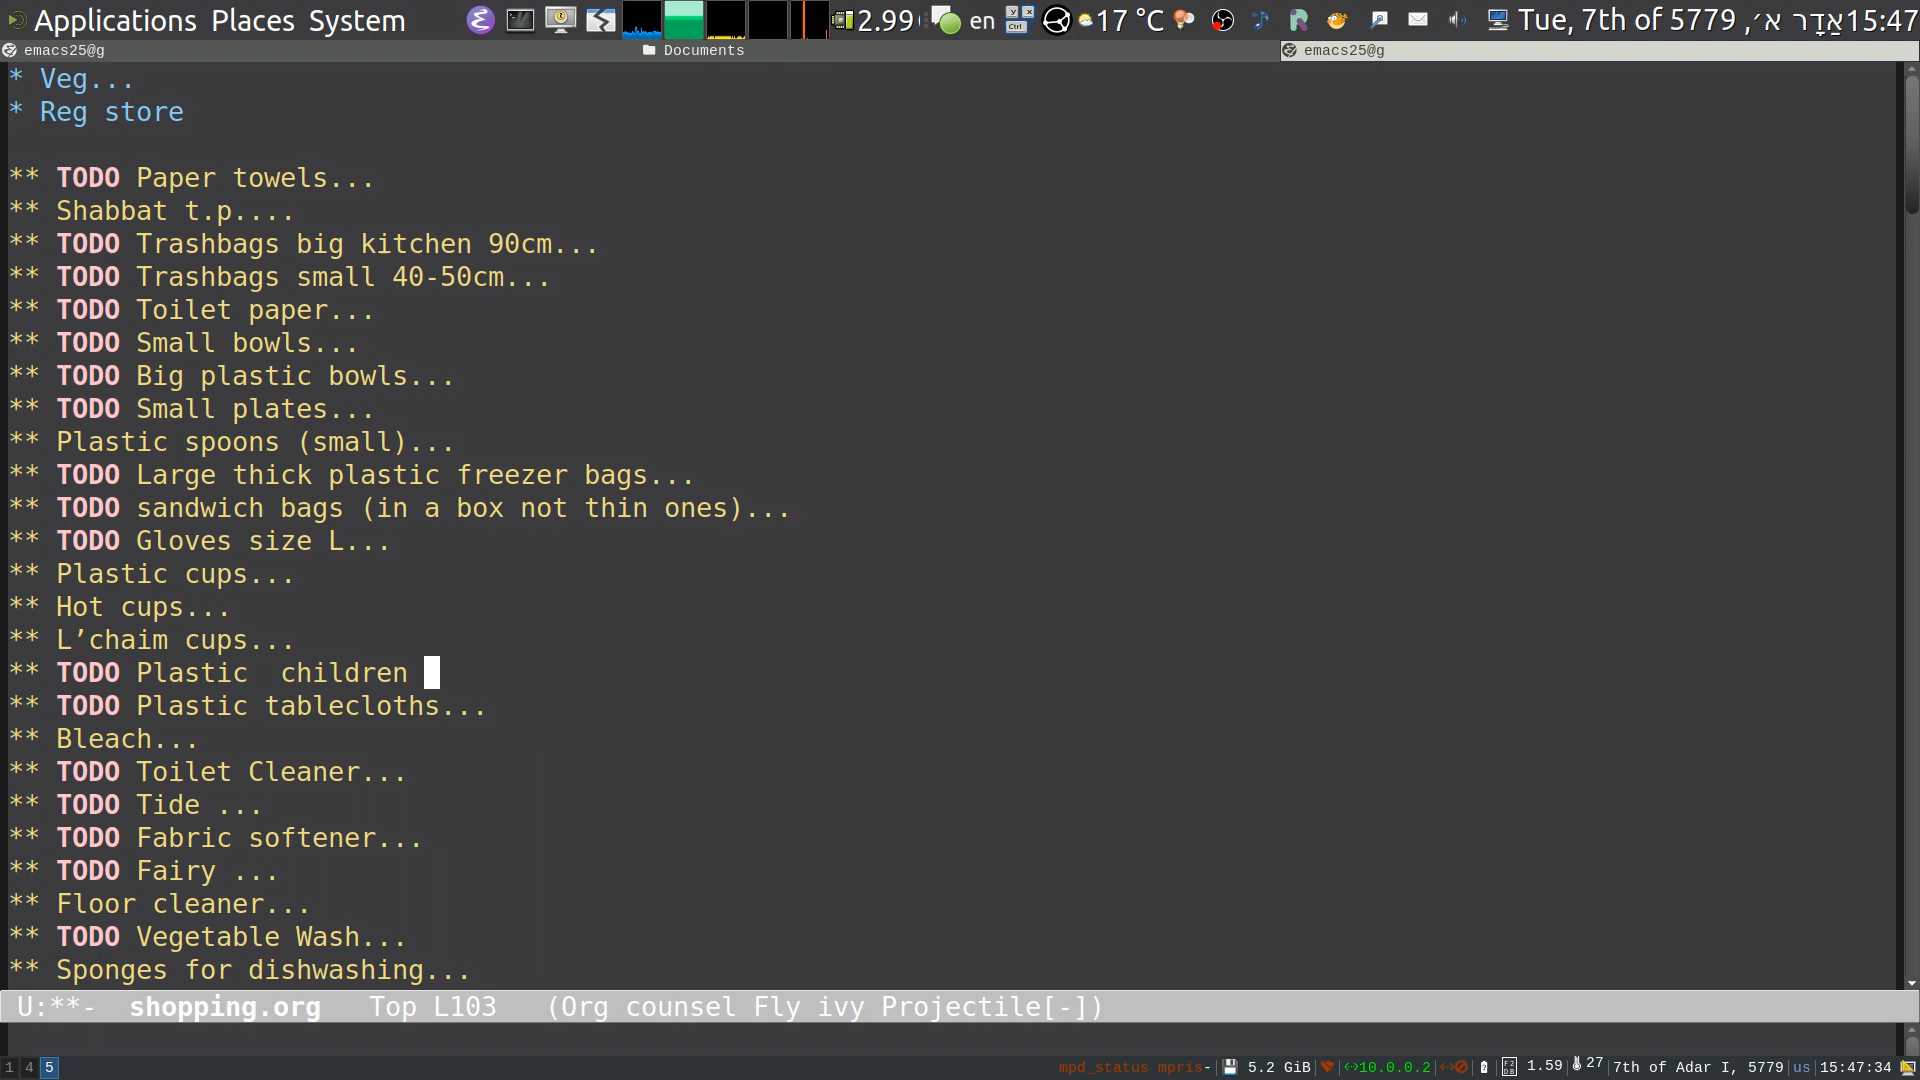 Applications Places System 2.99 en 17 °C Tue, 7th of 5779 ,אַדָר א׳ 15:47
emacs25@g Documents emacs25@g
* Veg...
* Reg store
** TODO Paper towels...
** Shabbat t.p....
** TODO Trashbags big kitchen 90cm...
** TODO Trashbags small 40-50cm...
** TODO Toilet paper...
** TODO Small bowls...
** TODO Big plastic bowls...
** TODO Small plates...
** Plastic spoons (small)...
** TODO Large thick plastic freezer bags...
** TODO sandwich bags (in a box not thin ones)...
** TODO Gloves size L...
** Plastic cups...
** Hot cups...
** L’chaim cups...
** TODO Plastic  children
** TODO Plastic tablecloths...
** Bleach...
** TODO Toilet Cleaner...
** TODO Tide ...
** TODO Fabric softener...
** TODO Fairy ...
** Floor cleaner...
** TODO Vegetable Wash...
** Sponges for dishwashing...
U:**-  shopping.org   Top L103   (Org counsel Fly ivy Projectile[-])
1 4 5 mpd_status mpris- 5.2 GiB 10.0.0.2 1.59 27 7th of Adar I, 5779 us 15:47:34